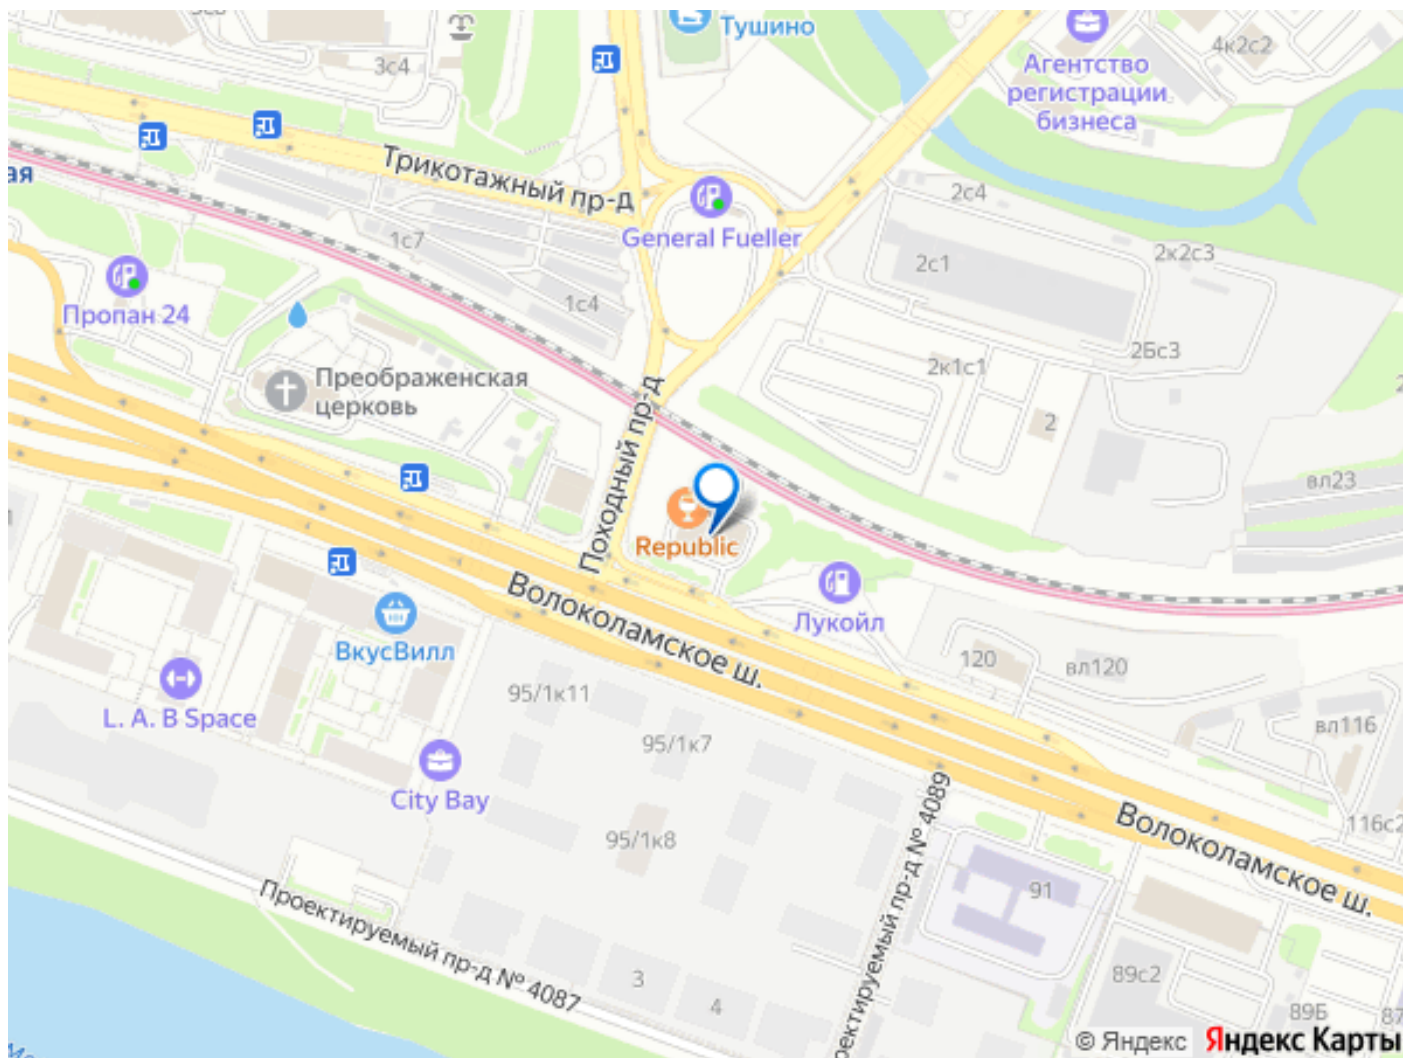 Тушино
3с4
4к2с2
Агентство
регистрации
бизнеса
ая
Трикотажный пр-д
General Fueller
2с4
1с7
2с1
2к2с3
Пропан 24
1с4
2Бс3
2к1с1
Преображенская
церковь
2
Походный пр-д
вл23
Republic
Волоколамское ш.
Лукойл
ВкусВилл
120
вл120
95/1к11
L. A. B Space
95/1к7
вл116
City Bay
95/1к8
Волоколамское ш.
116с2
Проектируемый пр-д № 4087
ректируемый пр-д № 4089
91
3
4
89с2
89Б
87
© Яндекс
Яндекс Карты